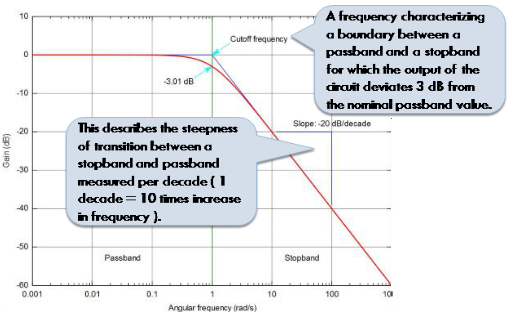 10
0
-10
-20
-30
-40
-50
-60
Gain (dB)
Cutoff frequency
-3.01 dB
A frequency characterizing
a boundary between a
passband and a stopband
for which the output of the
circuit deviates 3 dB from
the nominal passband value.
Slope: -20 dB/decade
This describes the steepness
of transition between a
stopband and passband
measured per decade ( 1
decade = 10 times increase
in frequency ).
Passband
Stopband
0.001 0.01 0.1 1 10 100
Angular frequency (rad/s)